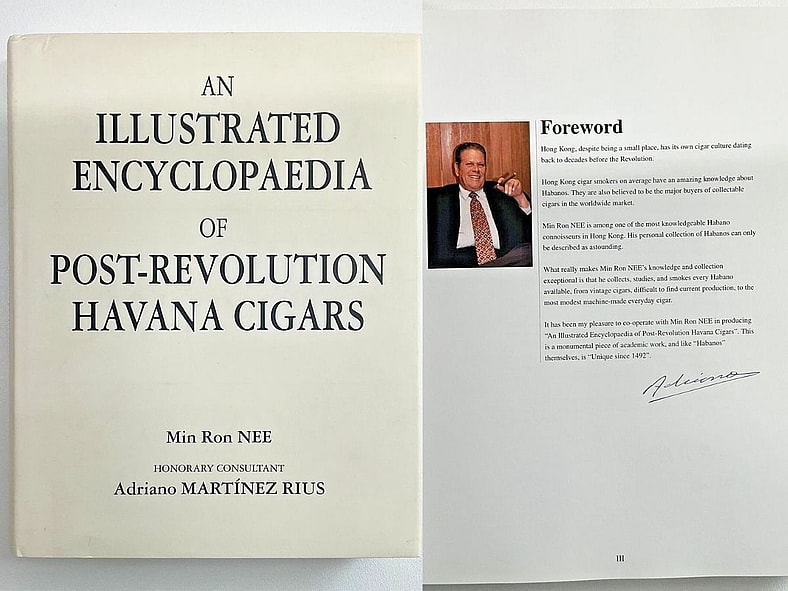 AN
ILLUSTRATED
ENCYCLOPAEDIA
OF
POST-REVOLUTION
HAVANA CIGARS
Min Ron NEE
HONORARY CONSULTANT
Adriano MARTÍNEZ RIUS
Foreword
Hong Kong, despite being a small place, has its own cigar culture dating
back to decades before the Revolution.
Hong Kong cigar smokers on average have an amazing knowledge about
Habanos. They are also believed to be the major buyers of collectable
cigars in the worldwide market.
Min Ron NEE is among one of the most knowledgeable Habano
connoisseurs in Hong Kong. His personal collection of Habanos can only
be described as astounding.
What really makes Min Ron NEE's knowledge and collection
exceptional is that he collects, studies, and smokes every Habano
available, from vintage cigars, difficult to find current production, to the
most modest machine-made everyday cigar.
It has been my pleasure to co-operate with Min Ron NEE in producing
“An Illustrated Encyclopaedia of Post-Revolution Havana Cigars”. This
is a monumental piece of academic work, and like “Habanos”
themselves, is “Unique since 1492”.
Adriano
III